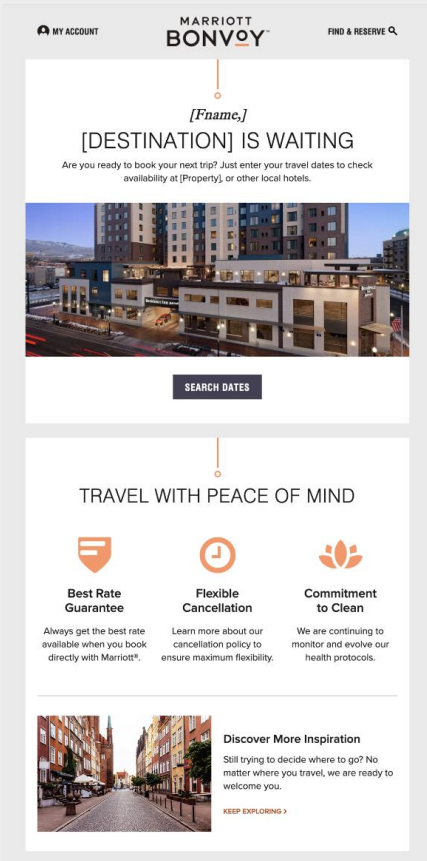 MY ACCOUNT
MARRIOTT
BONVOY™
FIND & RESERVE
[Fname,]
[DESTINATION] IS WAITING
Are you ready to book your next trip? Just enter your travel dates to check
availability at [Property], or other local hotels.
SEARCH DATES
TRAVEL WITH PEACE OF MIND
Best Rate
Guarantee
Always get the best rate
available when you book
directly with Marriott®.
Flexible
Cancellation
Learn more about our
cancellation policy to
ensure maximum flexibility.
Commitment
to Clean
We are continuing to
monitor and evolve our
health protocols.
Discover More Inspiration
Still trying to decide where to go? No
matter where you travel, we are ready to
welcome you.
KEEP EXPLORING >